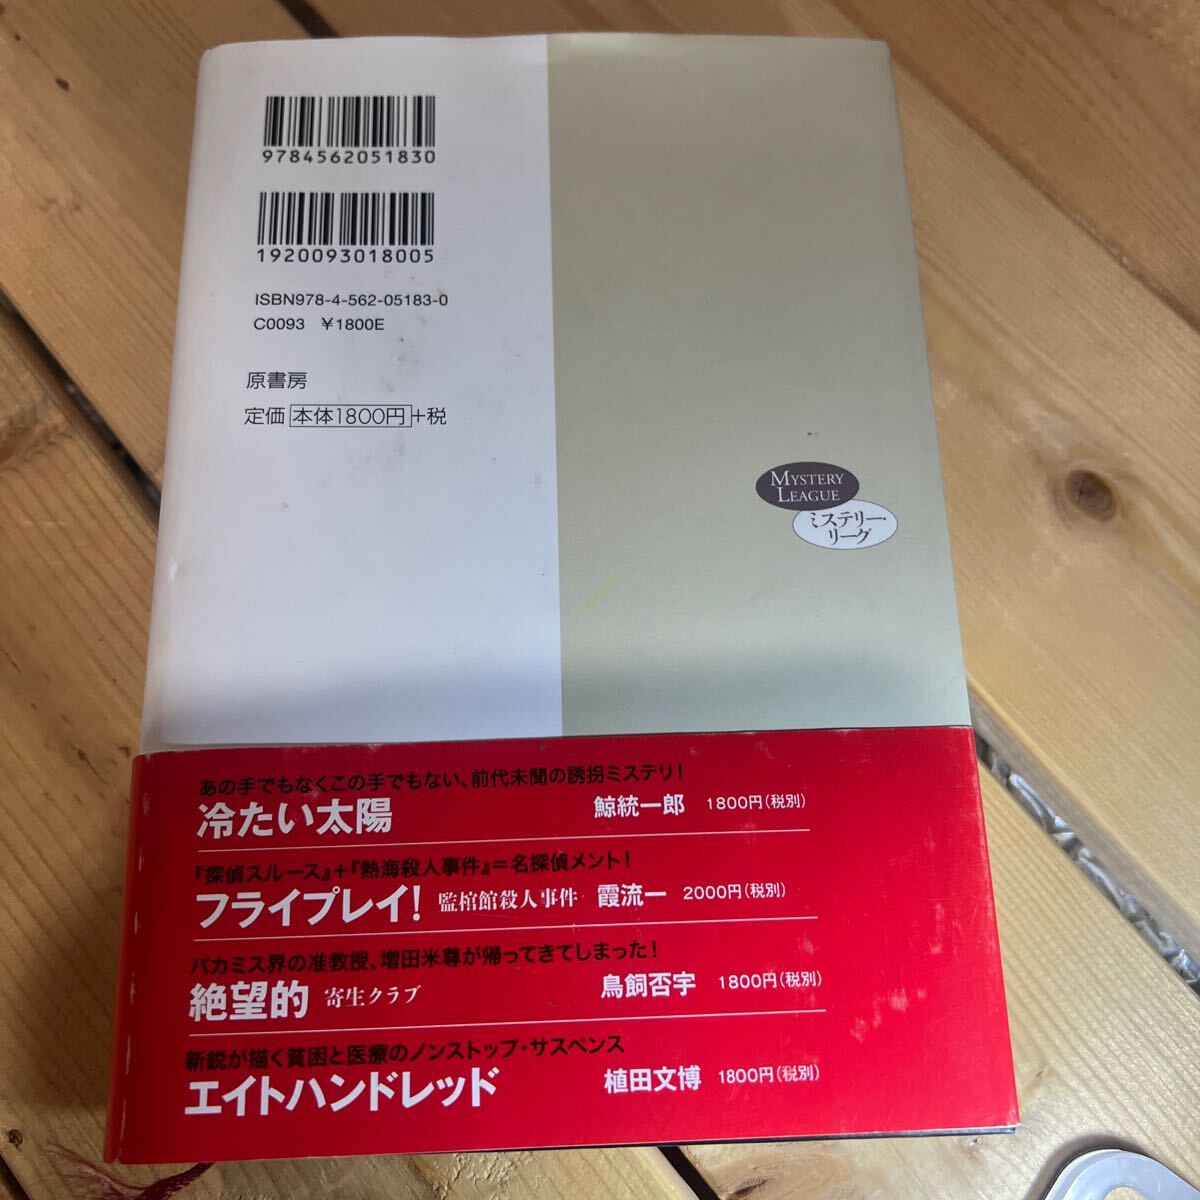 9784562051830
1920093018005
ISBN978-4-562-05183-0
C0093 ￥1800E
原書房
定価 本体1800円+税
MYSTERY
LEAGUE
ミステリー・
リーグ
あの手でもなくこの手でもない、前代未聞の誘拐ミステリ！
冷たい太陽 鯨統一郎 1800円（税別）
『探偵スルース』＋『熱海殺人事件』＝名探偵メント！
フライプレイ！ 監棺館殺人事件 霞流一 2000円（税別）
バカミス界の准教授、増田米尊が帰ってきてしまった！
絶望的 寄生クラブ 鳥飼否宇 1800円（税別）
新鋭が描く貧困と医療のノンストップ・サスペンス
エイトハンドレッド 植田文博 1800円（税別）